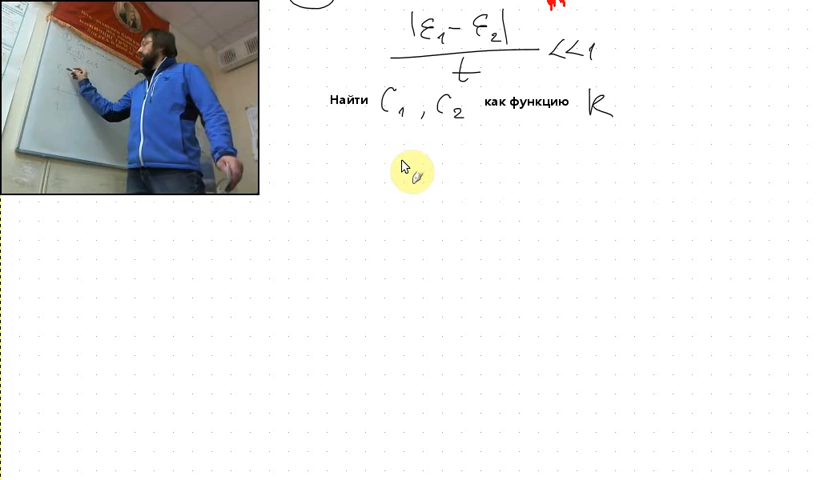 |ε₁ − ε₂|
t
<<1
Найти C₁, C₂ как функцию k